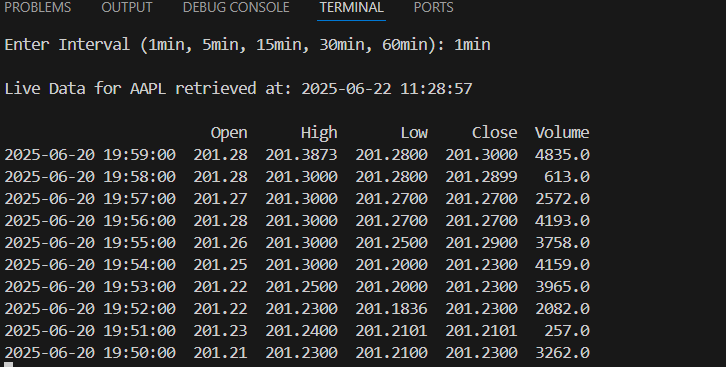 PROBLEMS OUTPUT DEBUG CONSOLE TERMINAL PORTS
Enter Interval (1min, 5min, 15min, 30min, 60min): 1min
Live Data for AAPL retrieved at: 2025-06-22 11:28:57
Open High Low Close Volume
2025-06-20 19:59:00 201.28 201.3873 201.2800 201.3000 4835.0
2025-06-20 19:58:00 201.28 201.3000 201.2800 201.2899 613.0
2025-06-20 19:57:00 201.27 201.3000 201.2700 201.2700 2572.0
2025-06-20 19:56:00 201.28 201.3000 201.2700 201.2700 4193.0
2025-06-20 19:55:00 201.26 201.3000 201.2500 201.2900 3758.0
2025-06-20 19:54:00 201.25 201.3000 201.2000 201.2300 4159.0
2025-06-20 19:53:00 201.22 201.2500 201.2000 201.2200 3965.0
2025-06-20 19:52:00 201.22 201.2300 201.1836 201.2300 2082.0
2025-06-20 19:51:00 201.23 201.2400 201.2101 201.2101 257.0
2025-06-20 19:50:00 201.21 201.2300 201.2100 201.2300 3262.0